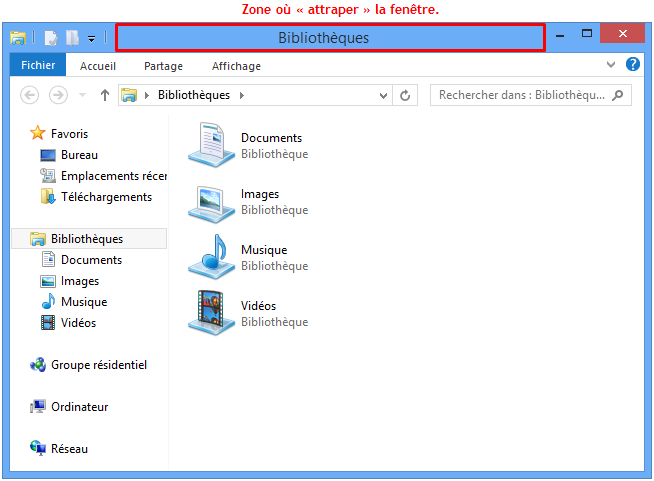 Zone où « attraper » la fenêtre.
Bibliothèques
Fichier Accueil Partage Affichage
Bibliothèques
Rechercher dans : Bibliothèqu...
Favoris
Bureau
Emplacements récer
Téléchargements
Bibliothèques
Documents
Images
Musique
Vidéos
Groupe résidentiel
Ordinateur
Réseau
Documents
Bibliothèque
Images
Bibliothèque
Musique
Bibliothèque
Vidéos
Bibliothèque